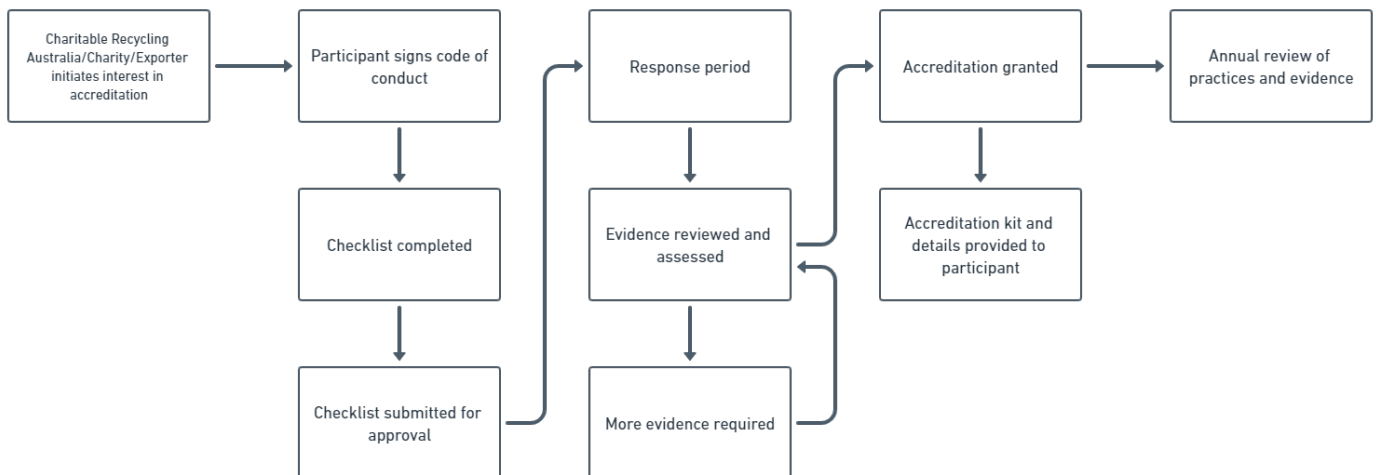 Charitable Recycling
Australia/Charity/Exporter
initiates interest in
accreditation
Participant signs code of
conduct
Checklist completed
Checklist submitted for
approval
Response period
Evidence reviewed and
assessed
More evidence required
Accreditation granted
Accreditation kit and
details provided to
participant
Annual review of
practices and evidence